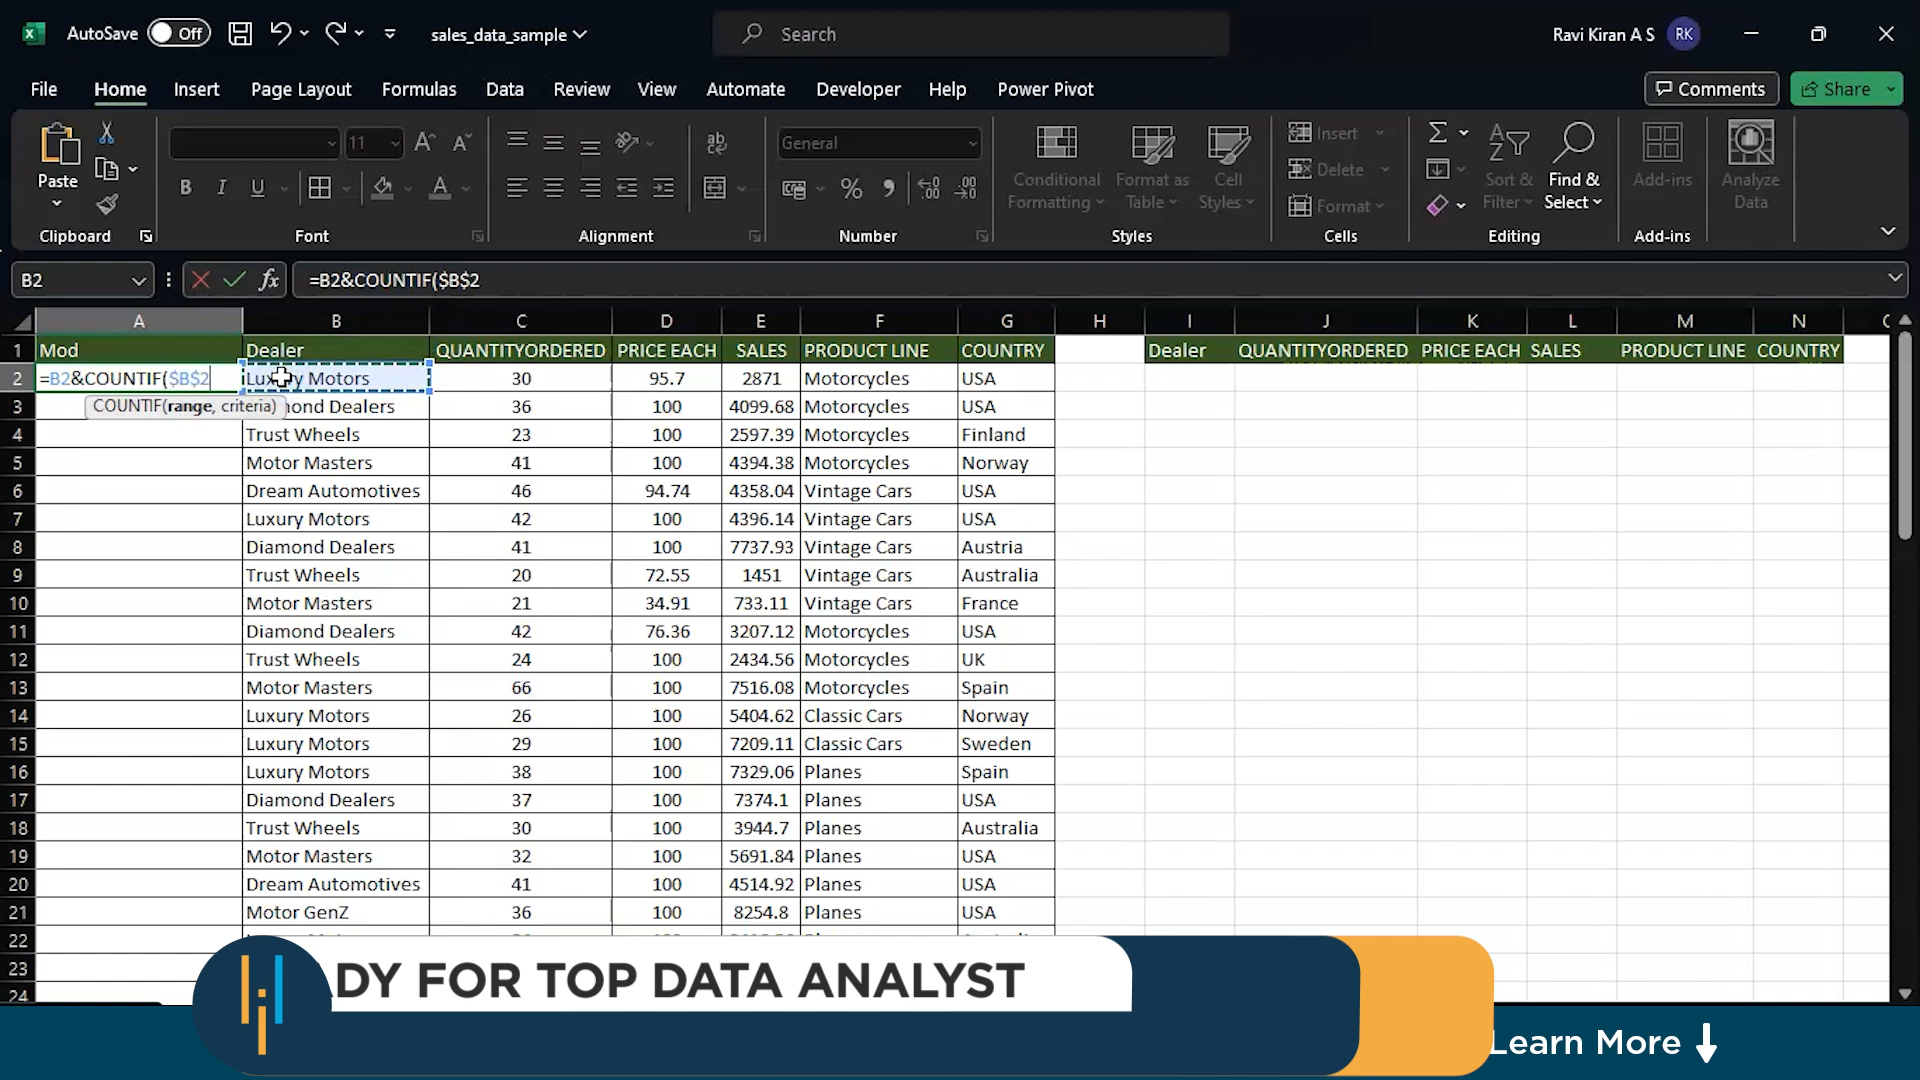 AutoSave Off sales_data_sample Search Ravi Kiran A S RK
File Home Insert Page Layout Formulas Data Review View Automate Developer Help Power Pivot Comments Share
Paste 11 General Conditional Formatting Format as Table Cell Styles Insert Delete Format Sort & Filter Find & Select Add-ins Analyze Data
Clipboard Font Alignment Number Styles Cells Editing Add-ins
B2 fx =B2&COUNTIF($B$2
A B C D E F G H I J K L M N
1 Mod Dealer QUANTITYORDERED PRICE EACH SALES PRODUCT LINE COUNTRY Dealer QUANTITYORDERED PRICE EACH SALES PRODUCT LINE COUNTRY
2 =B2&COUNTIF($B$2 Luxury Motors 30 95.7 2871 Motorcycles USA
COUNTIF(range, criteria)
3 mond Dealers 36 100 4099.68 Motorcycles USA
4 Trust Wheels 23 100 2597.39 Motorcycles Finland
5 Motor Masters 41 100 4394.38 Motorcycles Norway
6 Dream Automotives 46 94.74 4358.04 Vintage Cars USA
7 Luxury Motors 42 100 4396.14 Vintage Cars USA
8 Diamond Dealers 41 100 7737.93 Vintage Cars Austria
9 Trust Wheels 20 72.55 1451 Vintage Cars Australia
10 Motor Masters 21 34.91 733.11 Vintage Cars France
11 Diamond Dealers 42 76.36 3207.12 Motorcycles USA
12 Trust Wheels 24 100 2434.56 Motorcycles UK
13 Motor Masters 66 100 7516.08 Motorcycles Spain
14 Luxury Motors 26 100 5404.62 Classic Cars Norway
15 Luxury Motors 29 100 7209.11 Classic Cars Sweden
16 Luxury Motors 38 100 7329.06 Planes Spain
17 Diamond Dealers 37 100 7374.1 Planes USA
18 Trust Wheels 30 100 3944.7 Planes Australia
19 Motor Masters 32 100 5691.84 Planes USA
20 Dream Automotives 41 100 4514.92 Planes USA
21 Motor GenZ 36 100 8254.8 Planes USA
22
23
24
ADY FOR TOP DATA ANALYST
Learn More